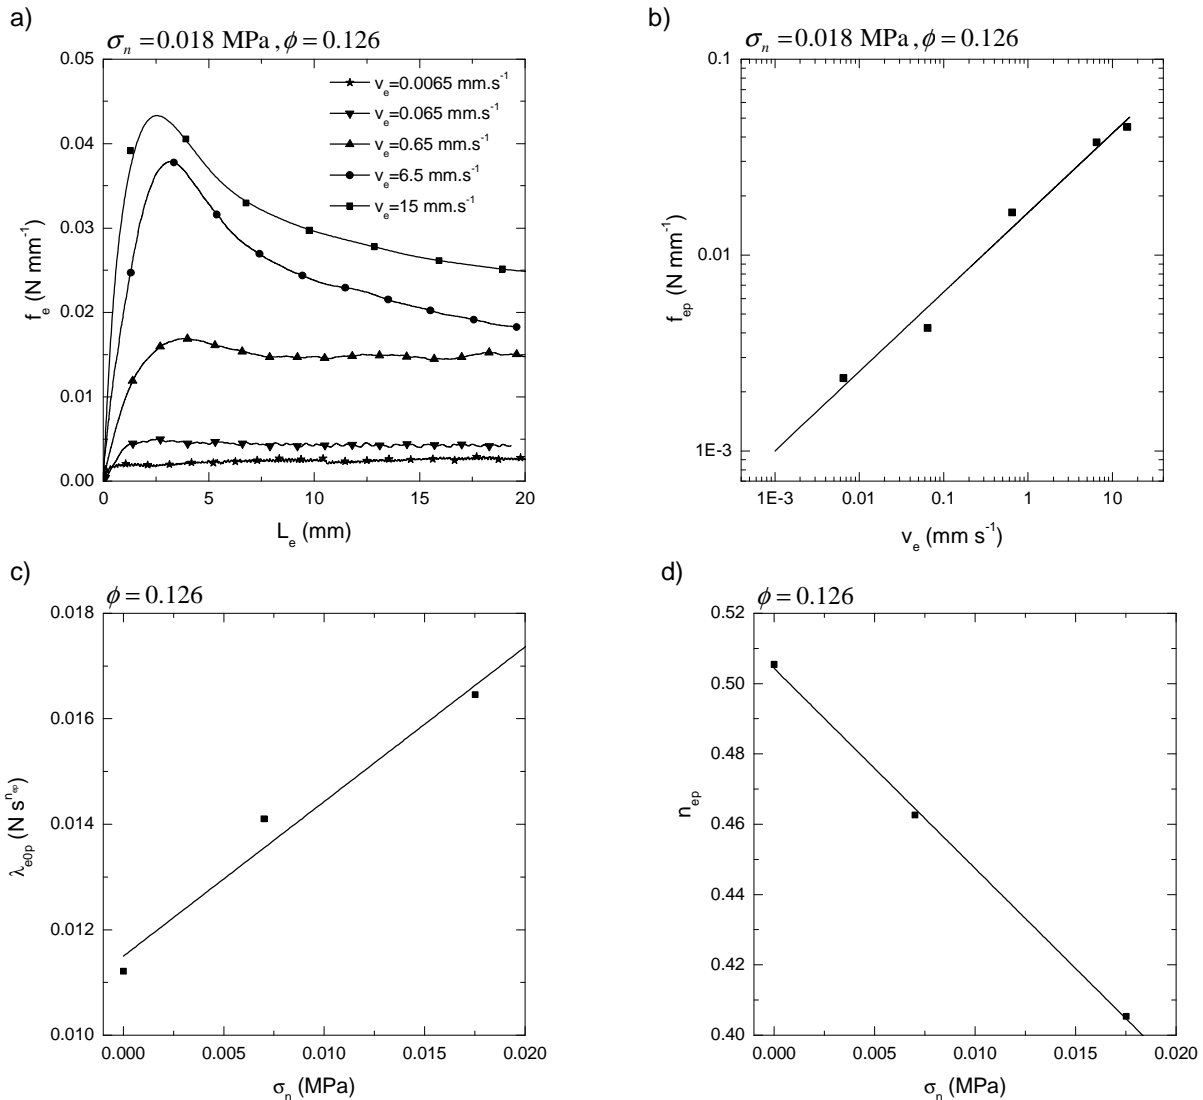 a)
σn = 0.018 MPa , ϕ = 0.126
0.05
0.04
0.03
0.02
0.01
0.00
fe (N mm-1)
ve=0.0065 mm.s-1
ve=0.065 mm.s-1
ve=0.65 mm.s-1
ve=6.5 mm.s-1
ve=15 mm.s-1
0 5 10 15 20
Le (mm)
b)
σn = 0.018 MPa , ϕ = 0.126
0.1
0.01
1E-3
fep (N mm-1)
1E-3 0.01 0.1 1 10
ve (mm s-1)
c)
ϕ = 0.126
0.018
0.016
0.014
0.012
0.010
λe0p (N s nep)
0.000 0.005 0.010 0.015 0.020
σn (MPa)
d)
ϕ = 0.126
0.52
0.50
0.48
0.46
0.44
0.42
0.40
nep
0.000 0.005 0.010 0.015 0.020
σn (MPa)